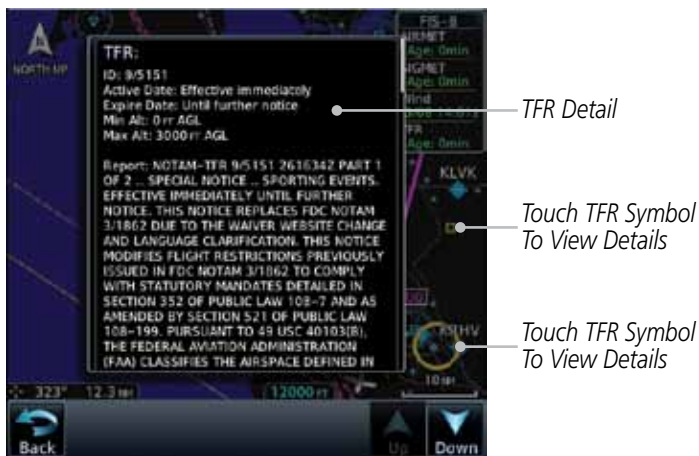 NORTH UP
TFR:
ID: 9/5151
Active Date: Effective immediately
Expire Date: Until further notice
Min Alt: 0 FT AGL
Max Alt: 3000 FT AGL
Report: NOTAM-TFR 9/5151 261634Z PART 1
OF 2 .. SPECIAL NOTICE .. SPORTING EVENTS.
EFFECTIVE IMMEDIATELY UNTIL FURTHER
NOTICE. THIS NOTICE REPLACES FDC NOTAM
3/1862 DUE TO THE WAIVER WEBSITE CHANGE
AND LANGUAGE CLARIFICATION. THIS NOTICE
MODIFIES FLIGHT RESTRICTIONS PREVIOUSLY
ISSUED IN FDC NOTAM 3/1862 TO COMPLY
WITH STATUTORY MANDATES DETAILED IN
SECTION 352 OF PUBLIC LAW 108-7 AND AS
AMENDED BY SECTION 521 OF PUBLIC LAW
108-199. PURSUANT TO 49 USC 40103(B),
THE FEDERAL AVIATION ADMINISTRATION
(FAA) CLASSIFIES THE AIRSPACE DEFINED IN
FIS-B
AIRMET
Age: 0min
SIGMET
Age: 0min
Wind
TFR
Age: 0min
KLVK
10 NM
323°
12.3 NM
12000 FT
Back
Up
Down
TFR Detail
Touch TFR Symbol
To View Details
Touch TFR Symbol
To View Details